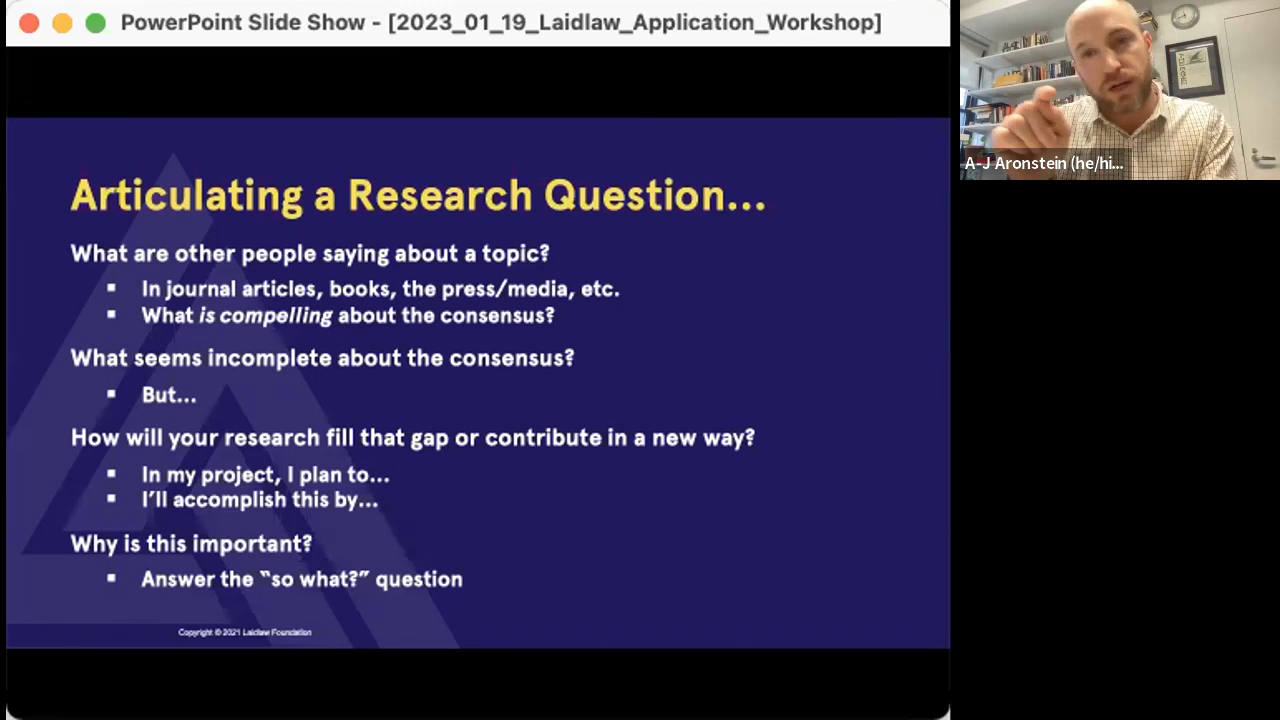 PowerPoint Slide Show - [2023_01_19_Laidlaw_Application_Workshop]
Articulating a Research Question...
What are other people saying about a topic?
▪ In journal articles, books, the press/media, etc.
▪ What is compelling about the consensus?
What seems incomplete about the consensus?
▪ But...
How will your research fill that gap or contribute in a new way?
▪ In my project, I plan to...
▪ I'll accomplish this by...
Why is this important?
▪ Answer the “so what?” question
Copyright © 2021 Laidlaw Foundation
A-J Aronstein (he/hi...